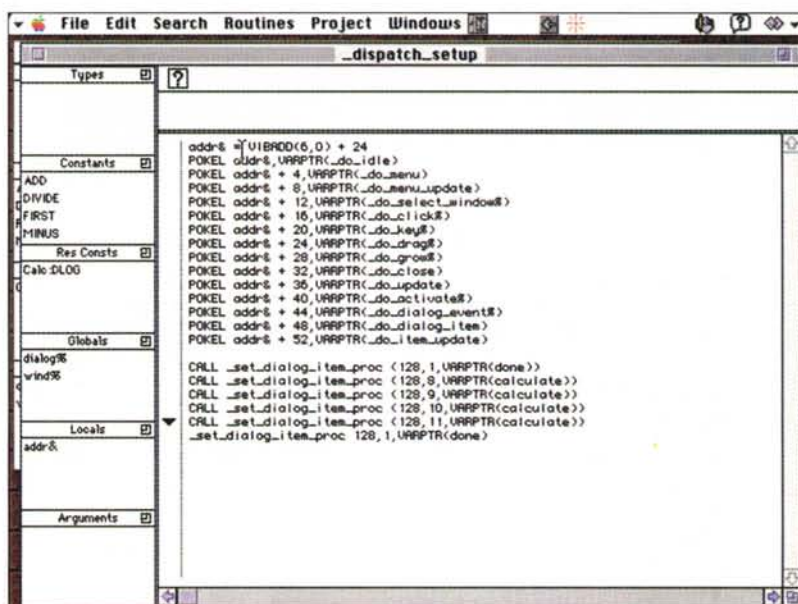 File Edit Search Routines Project Windows
_dispatch_setup
Types
?
Constants
ADD
DIVIDE
FIRST
MINUS
Res Consts
Calc:DLOG
Globals
dialog%
wind%
Locals
addr&
Arguments
addr& = VIBADD(6,0) + 24
POKEL addr&,VARPTR(_do_idle)
POKEL addr& + 4,VARPTR(_do_menu)
POKEL addr& + 8,VARPTR(_do_menu_update)
POKEL addr& + 12,VARPTR(_do_select_window%)
POKEL addr& + 16,VARPTR(_do_click%)
POKEL addr& + 20,VARPTR(_do_key%)
POKEL addr& + 24,VARPTR(_do_drag%)
POKEL addr& + 28,VARPTR(_do_grow%)
POKEL addr& + 32,VARPTR(_do_close)
POKEL addr& + 36,VARPTR(_do_update)
POKEL addr& + 40,VARPTR(_do_activate%)
POKEL addr& + 44,VARPTR(_do_dialog_event%)
POKEL addr& + 48,VARPTR(_do_dialog_item)
POKEL addr& + 52,VARPTR(_do_item_update)
CALL _set_dialog_item_proc (128,1,VARPTR(done))
CALL _set_dialog_item_proc (128,8,VARPTR(calculate))
CALL _set_dialog_item_proc (128,9,VARPTR(calculate))
CALL _set_dialog_item_proc (128,10,VARPTR(calculate))
CALL _set_dialog_item_proc (128,11,VARPTR(calculate))
_set_dialog_item_proc 128,1,VARPTR(done)